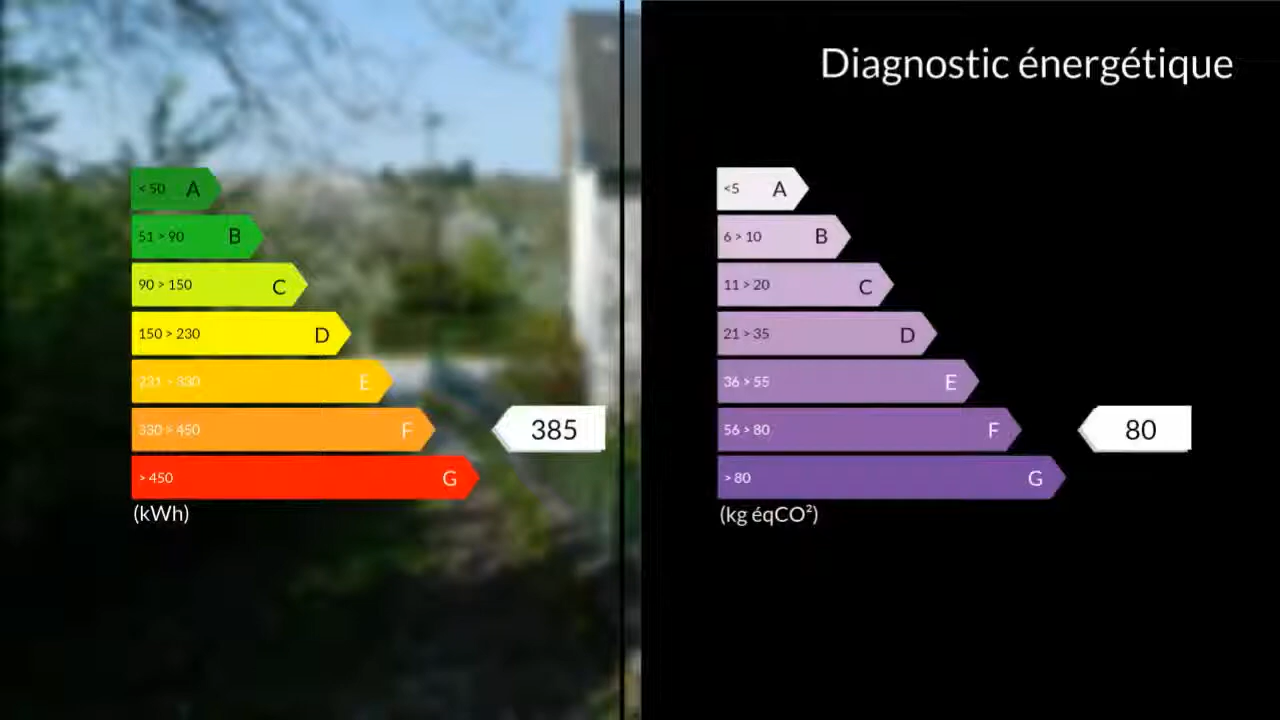 Diagnostic énergétique
< 50 A
51 > 90 B
90 > 150 C
150 > 230 D
231 > 330 E
330 > 450 F
385
> 450 G
(kWh)
<5 A
6 > 10 B
11 > 20 C
21 > 35 D
36 > 55 E
56 > 80 F
80
> 80 G
(kg éqCO²)